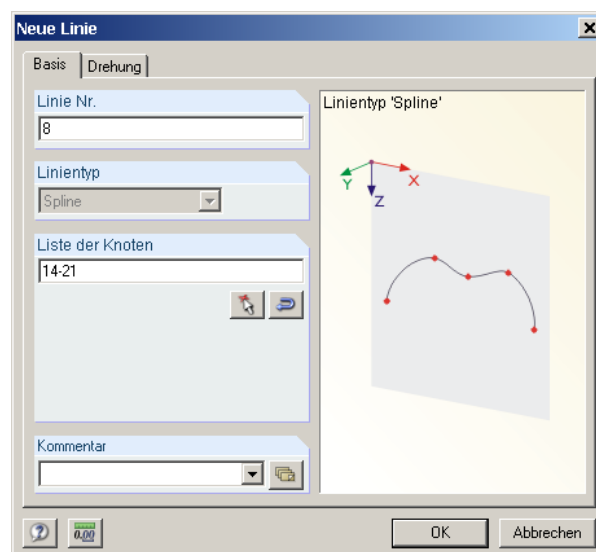 Neue Linie
Basis
Drehung
Linie Nr.
8
Linientyp
Spline
Liste der Knoten
14-21
Kommentar
Linientyp 'Spline'
Y
X
Z
0.00
OK
Abbrechen